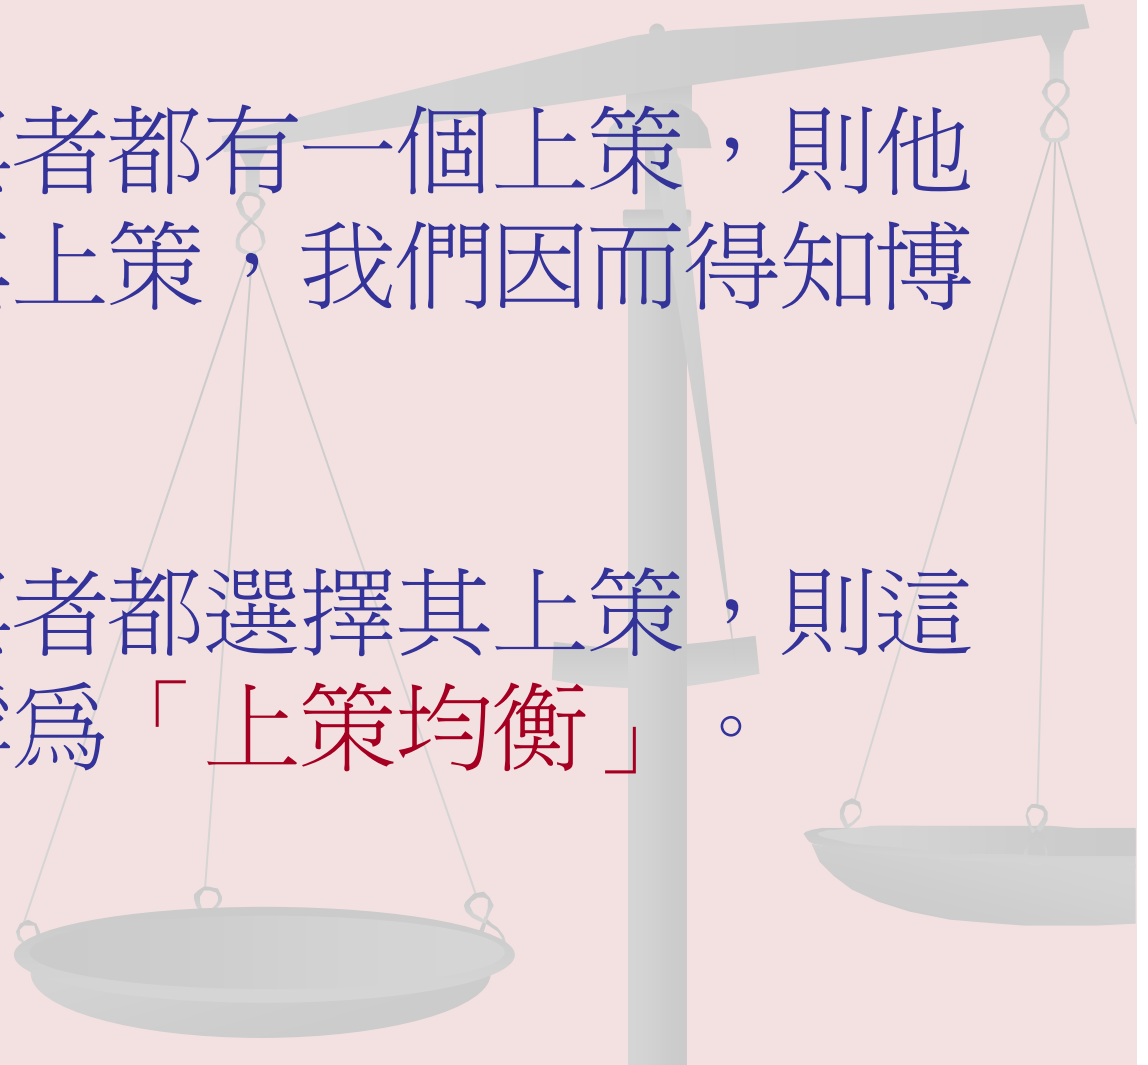 者都有一個上策，則他
上策，我們因而得知博
者都選擇其上策，則這
為「上策均衡」。